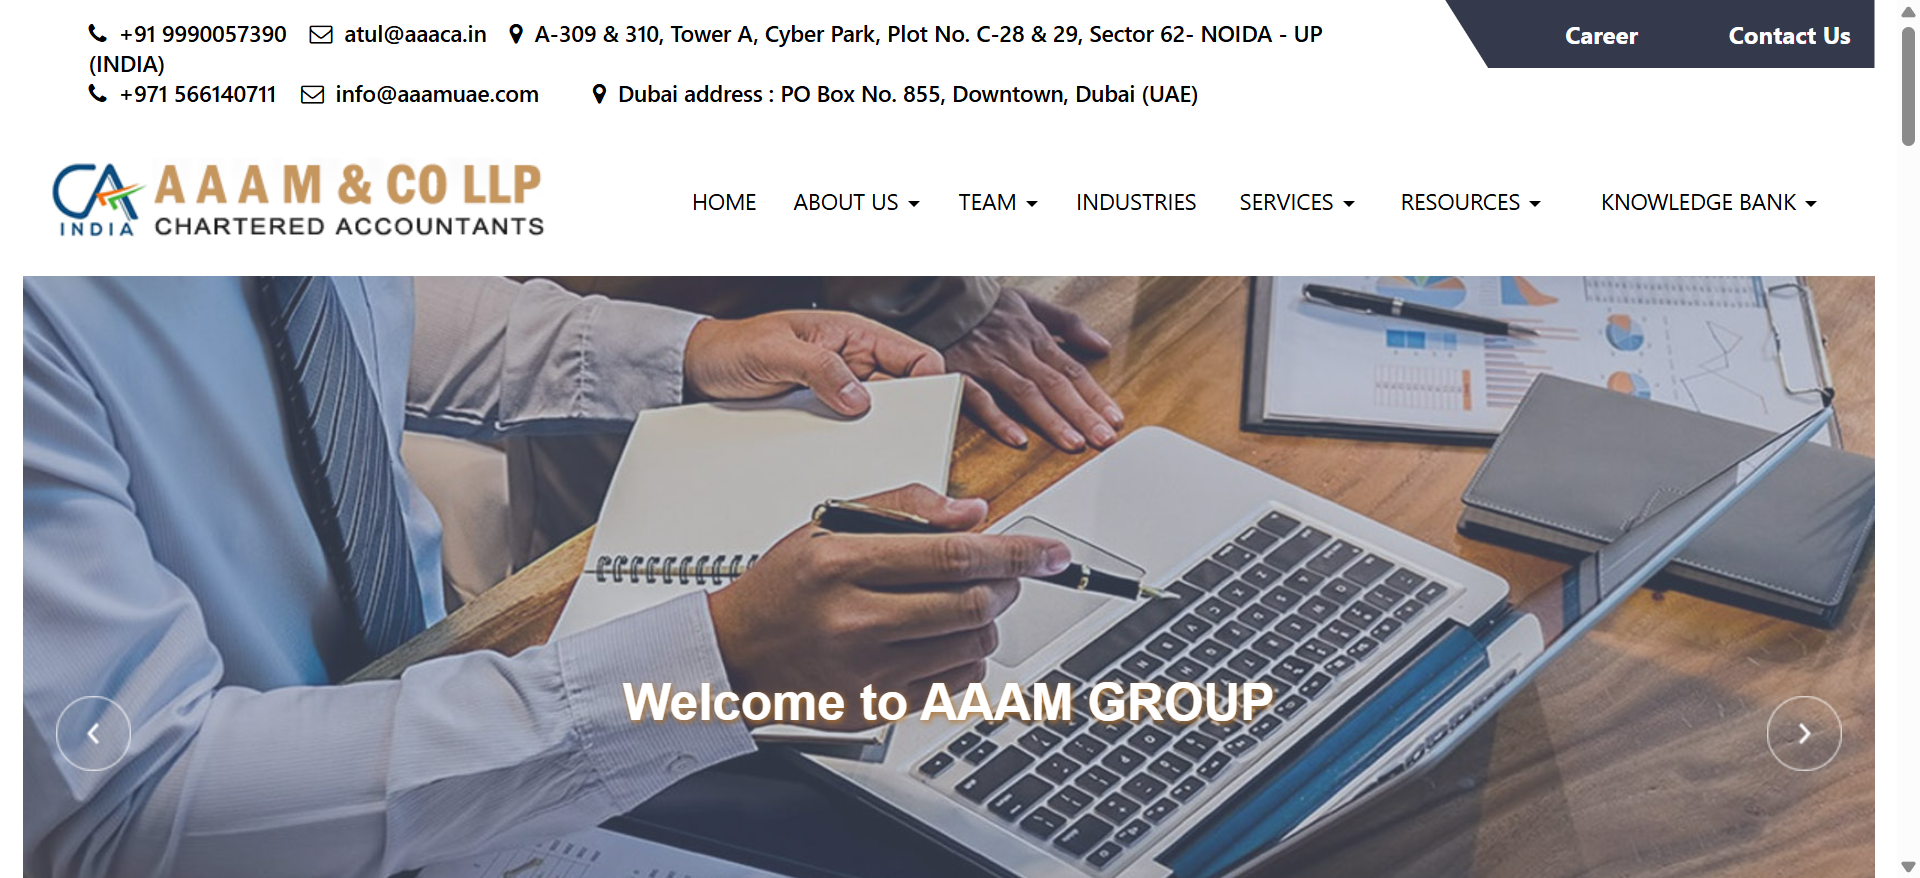 +91 9990057390 atul@aaaca.in A-309 & 310, Tower A, Cyber Park, Plot No. C-28 & 29, Sector 62- NOIDA - UP
(INDIA)
+971 566140711 info@aaamuae.com Dubai address : PO Box No. 855, Downtown, Dubai (UAE)
Career Contact Us
CA INDIA
A A A M & CO LLP
CHARTERED ACCOUNTANTS
HOME ABOUT US TEAM INDUSTRIES SERVICES RESOURCES KNOWLEDGE BANK
Welcome to AAAM GROUP